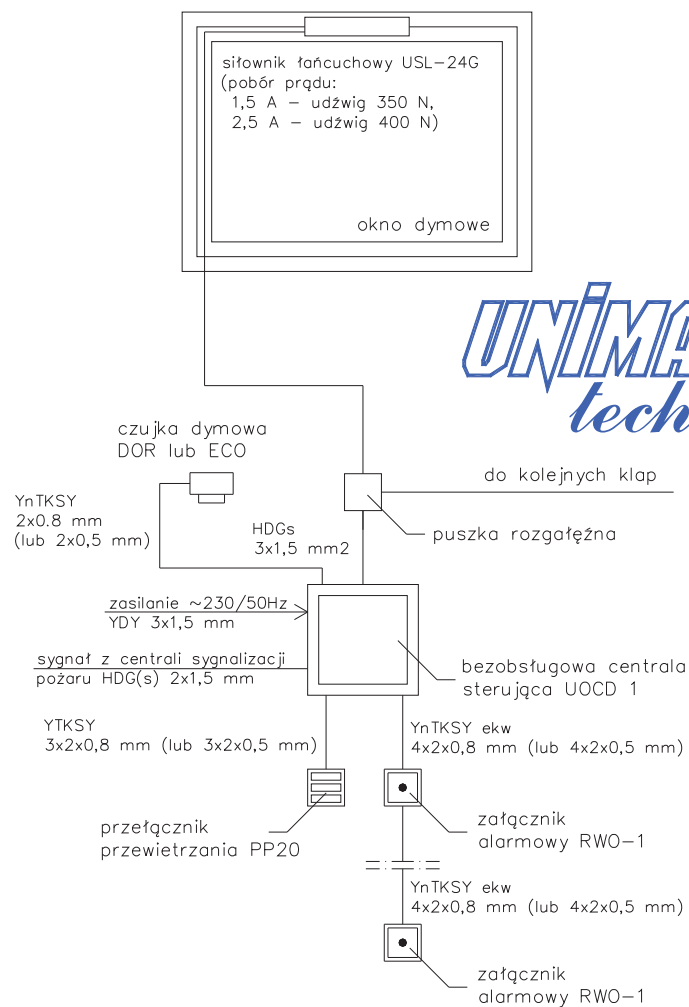 siłownik łańcuchowy USL-24G
(pobór prądu:
1,5 A – udźwig 350 N,
2,5 A – udźwig 400 N)
okno dymowe
UNIMA
tech
czujka dymowa
DOR lub ECO
do kolejnych klap
YnTKSY
2x0.8 mm
(lub 2x0,5 mm)
HDGs
3x1,5 mm2
puszka rozgałęźna
zasilanie ~230/50Hz
YDY 3x1,5 mm
sygnał z centrali sygnalizacji
pożaru HDG(s) 2x1,5 mm
bezobsługowa centrala
sterująca UOCD 1
YTKSY
3x2x0,8 mm (lub 3x2x0,5 mm)
YnTKSY ekw
4x2x0,8 mm (lub 4x2x0,5 mm)
przełącznik
przewietrzania PP20
załącznik
alarmowy RWO-1
YnTKSY ekw
4x2x0,8 mm (lub 4x2x0,5 mm)
załącznik
alarmowy RWO-1